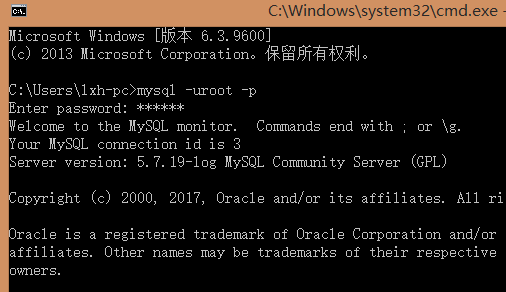 C:\Windows\system32\cmd.exe -
Microsoft Windows [版本 6.3.9600]
(c) 2013 Microsoft Corporation。保留所有权利。
C:\Users\lxh-pc>mysql -uroot -p
Enter password: ******
Welcome to the MySQL monitor.  Commands end with ; or \g.
Your MySQL connection id is 3
Server version: 5.7.19-log MySQL Community Server (GPL)
Copyright (c) 2000, 2017, Oracle and/or its affiliates. All ri
Oracle is a registered trademark of Oracle Corporation and/or
affiliates. Other names may be trademarks of their respective
owners.